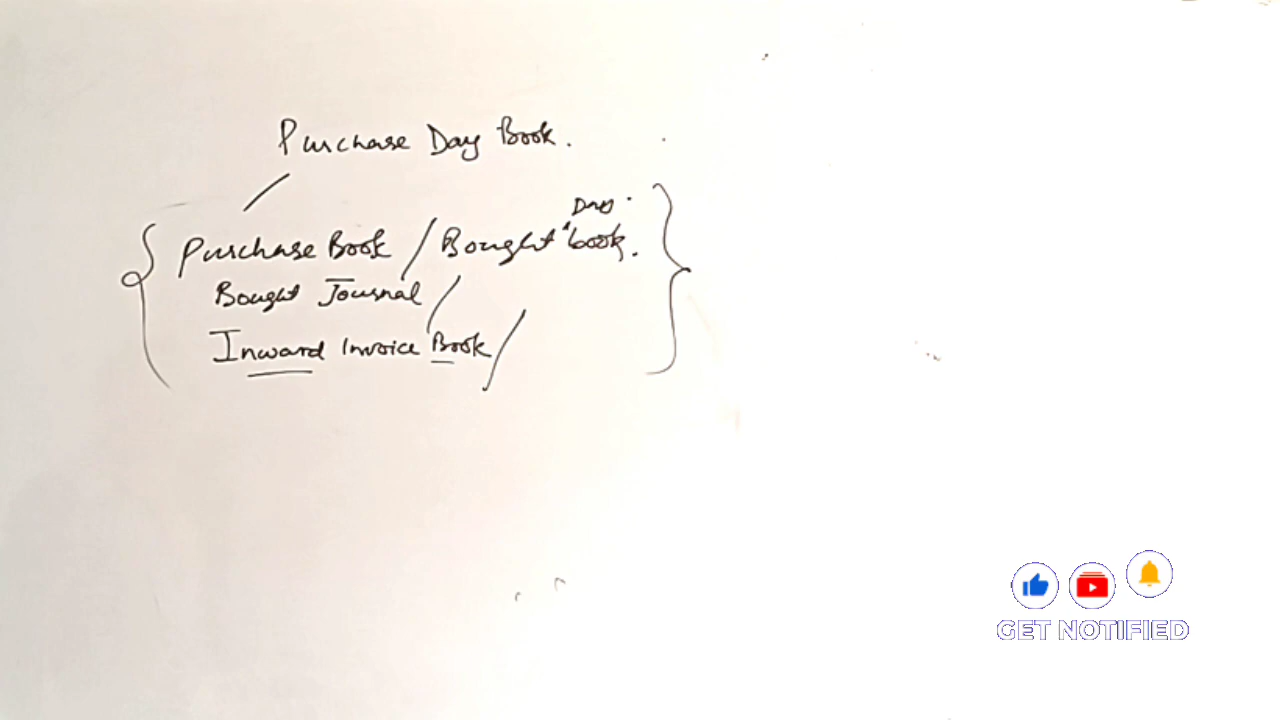 Purchase Day Book.
Purchase Book / Bought Day book.
Bought Journal /
Inward Invoice Book /
GET NOTIFIED